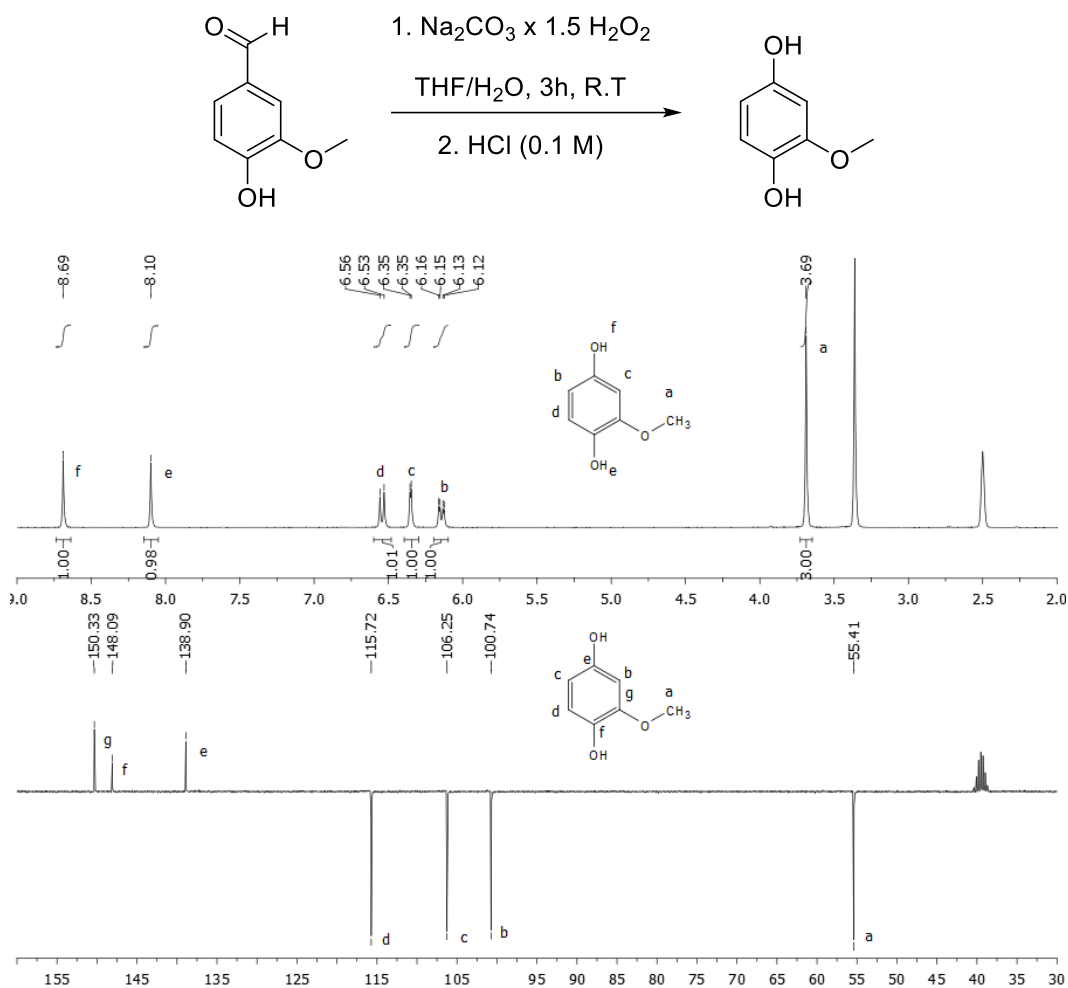 O H
1. Na₂CO₃ x 1.5 H₂O₂
THF/H₂O, 3h, R.T
2. HCl (0.1 M)
O
OH
OH
O
OH
8.69
8.10
6.56
6.53
6.35
6.35
6.16
6.15
6.13
6.12
3.69
f
OH
b
c
d
a
O
CH₃
OH
e
f
e
d
c
b
a
1.00
0.98
1.01
1.00
1.00
3.00
9.0 8.5 8.0 7.5 7.0 6.5 6.0 5.5 5.0 4.5 4.0 3.5 3.0 2.5 2.0
150.33
148.09
138.90
115.72
106.25
100.74
55.41
OH
e
c
b
g
a
d
O
CH₃
f
OH
g
f
e
d
c
b
a
155 145 135 125 115 105 95 90 85 80 75 70 65 60 55 50 45 40 35 30